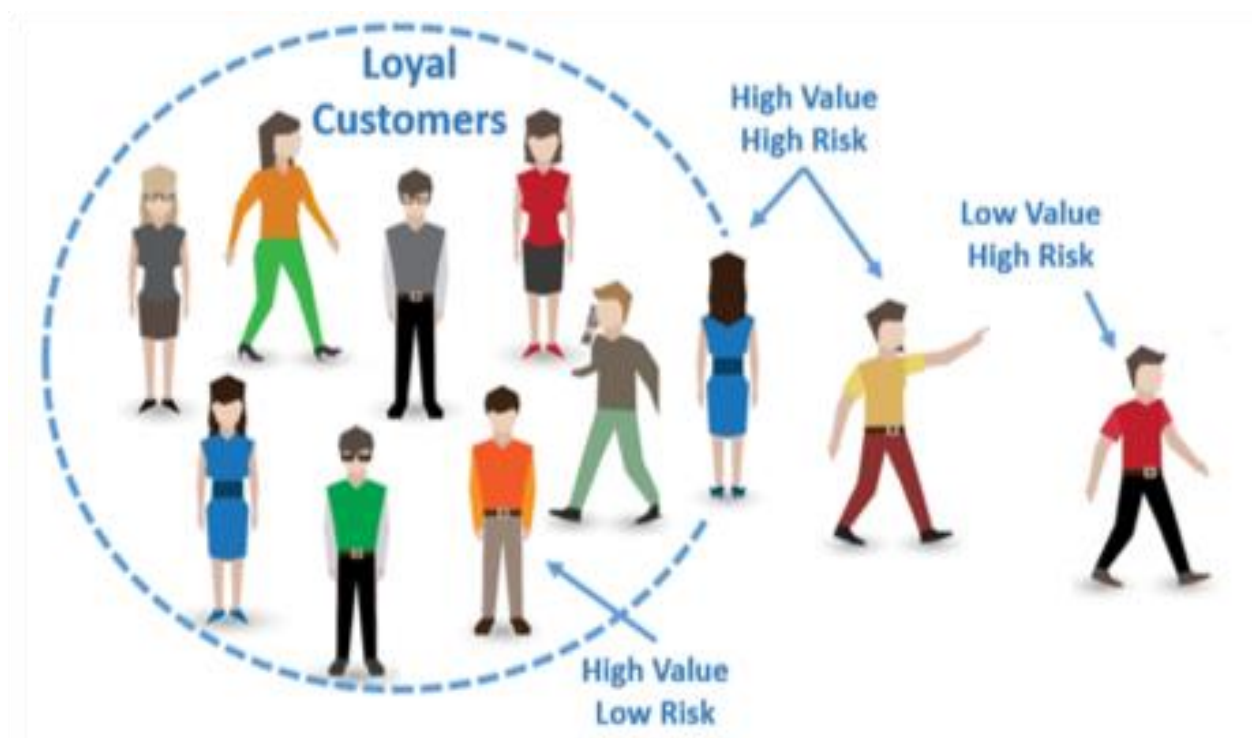 Loyal
Customers
High Value
High Risk
Low Value
High Risk
High Value
Low Risk